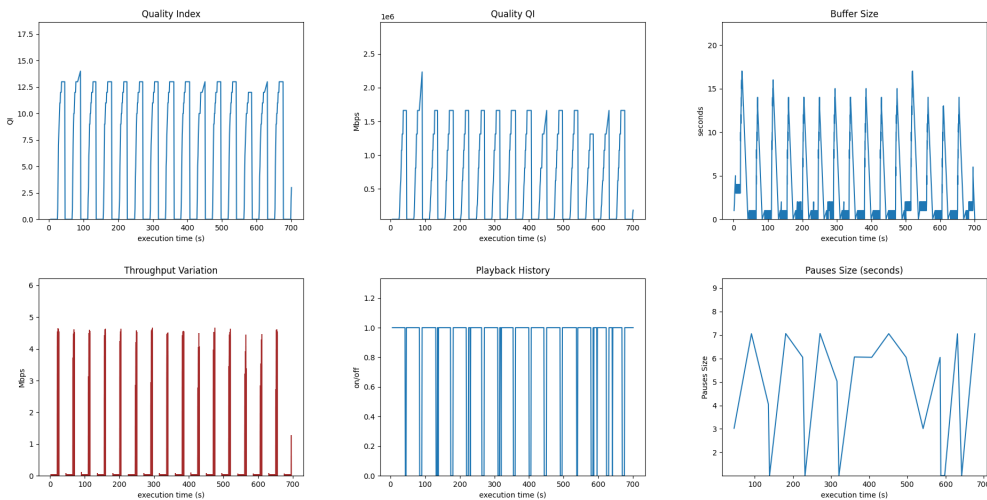 Quality Index
17.5
15.0
12.5
10.0
7.5
5.0
2.5
0.0
QI
0 100 200 300 400 500 600 700
execution time (s)
Quality QI
1e6
2.5
2.0
1.5
1.0
0.5
Mbps
0 100 200 300 400 500 600 700
execution time (s)
Buffer Size
20
15
10
5
0
seconds
0 100 200 300 400 500 600 700
execution time (s)
Throughput Variation
6
5
4
3
2
1
0
Mbps
0 100 200 300 400 500 600 700
execution time (s)
Playback History
1.2
1.0
0.8
0.6
0.4
0.2
0.0
on/off
0 100 200 300 400 500 600 700
execution time (s)
Pauses Size (seconds)
9
8
7
6
5
4
3
2
Pauses Size
0 100 200 300 400 500 600 700
execution time (s)